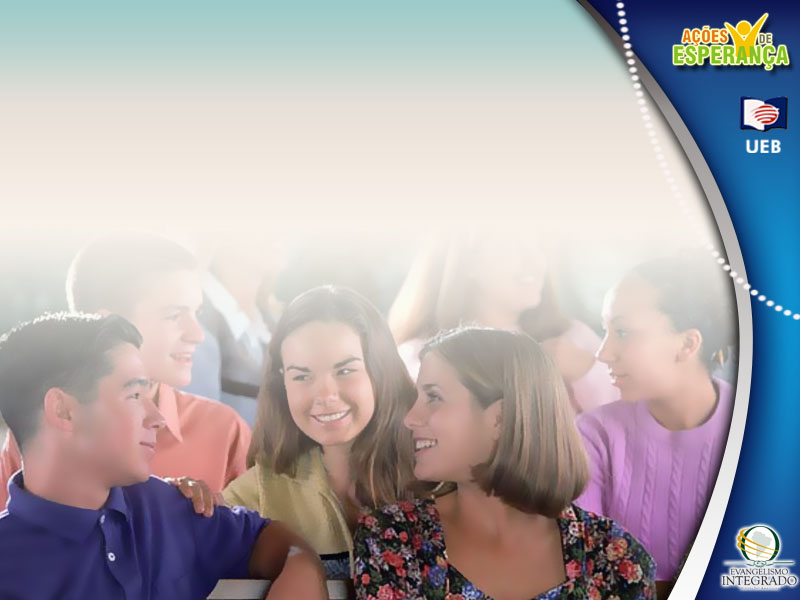 AÇÕES DE
ESPERANÇA
UEB
EVANGELISMO
INTEGRADO